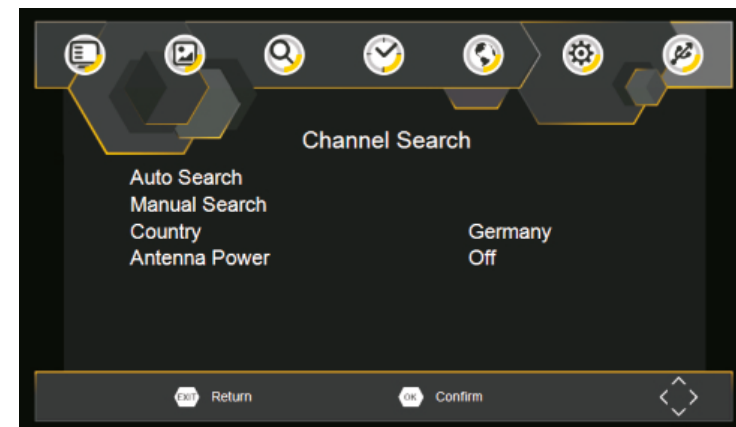 Channel Search
Auto Search
Manual Search
Country Germany
Antenna Power Off
EXIT Return OK Confirm